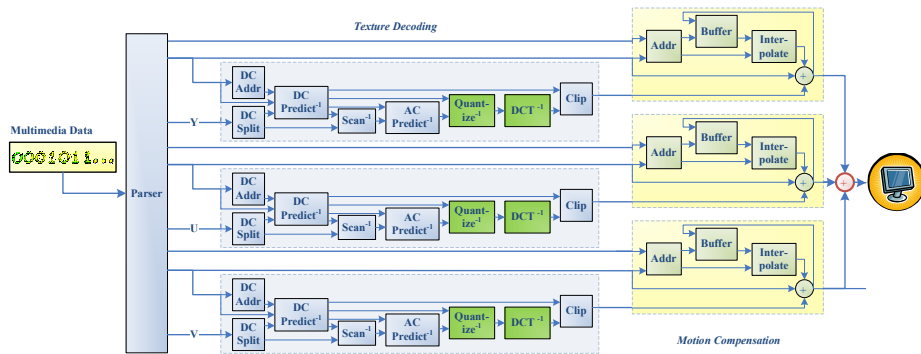 Texture Decoding
Multimedia Data
0001011...
Parser
Y
DC Addr
DC Split
DC Predict-1
Scan-1
AC Predict-1
Quant-ize-1
DCT -1
Clip
Addr
Buffer
Inter-polate
+
U
DC Addr
DC Split
DC Predict-1
Scan-1
AC Predict-1
Quant-ize-1
DCT -1
Clip
Addr
Buffer
Inter-polate
+
+
V
DC Addr
DC Split
DC Predict-1
Scan-1
AC Predict-1
Quant-ize-1
DCT -1
Clip
Addr
Buffer
Inter-polate
+
Motion Compensation